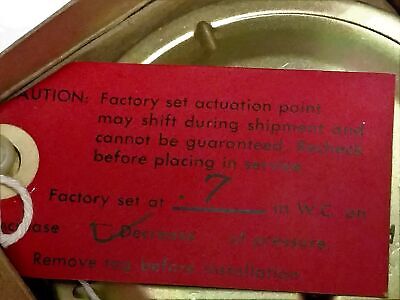 AUTION: Factory set actuation point
may shift during shipment and
cannot be guaranteed. Recheck
before placing in service.
Factory set at .7 in W.C. on
crease Decrease of pressure.
Remove tag before installation.